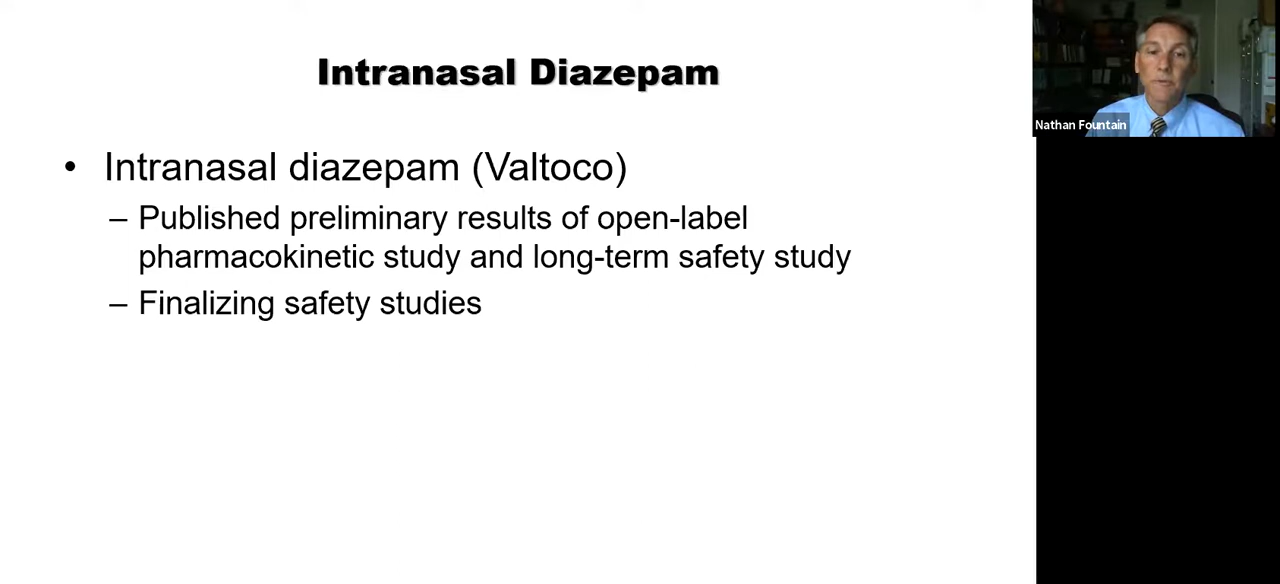 Intranasal Diazepam
Nathan Fountain
• Intranasal diazepam (Valtoco)
– Published preliminary results of open-label
pharmacokinetic study and long-term safety study
– Finalizing safety studies